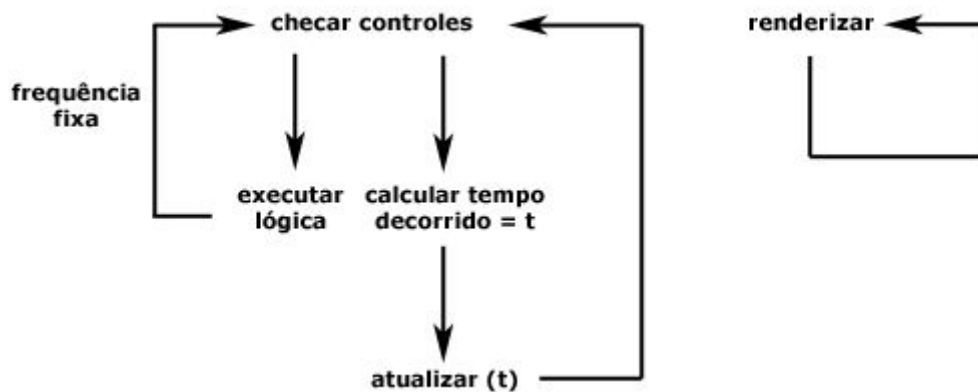 checar controles
renderizar
frequência
fixa
executar
lógica
calcular tempo
decorrido = t
atualizar (t)